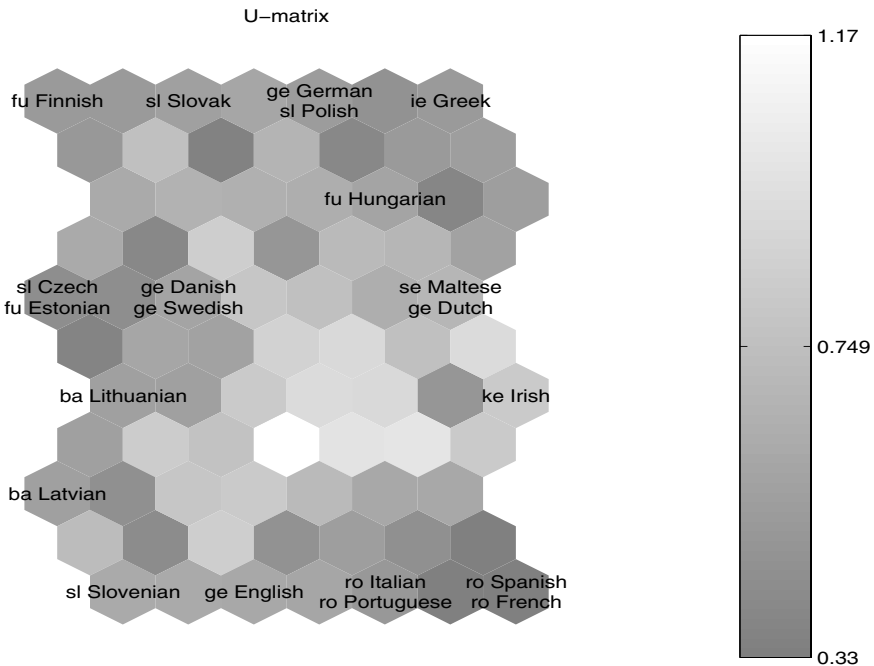 U−matrix
1.17
fu Finnish
sl Slovak
ge German
sl Polish
ie Greek
fu Hungarian
sl Czech
fu Estonian
ge Danish
ge Swedish
se Maltese
ge Dutch
0.749
ba Lithuanian
ke Irish
ba Latvian
sl Slovenian
ge English
ro Italian
ro Portuguese
ro Spanish
ro French
0.33